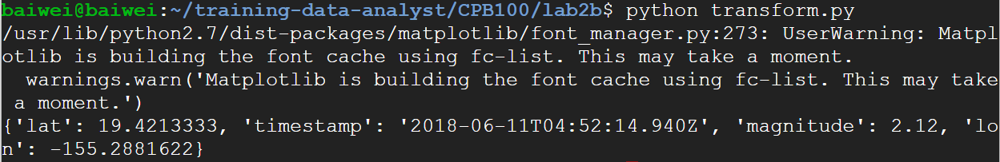 baiwei@baiwei:~/training-data-analyst/CPB100/lab2b$ python transform.py
/usr/lib/python2.7/dist-packages/matplotlib/font_manager.py:273: UserWarning: Matpl
otlib is building the font cache using fc-list. This may take a moment.
  warnings.warn('Matplotlib is building the font cache using fc-list. This may take
 a moment.')
{'lat': 19.4213333, 'timestamp': '2018-06-11T04:52:14.940Z', 'magnitude': 2.12, 'lo
n': -155.2881622}